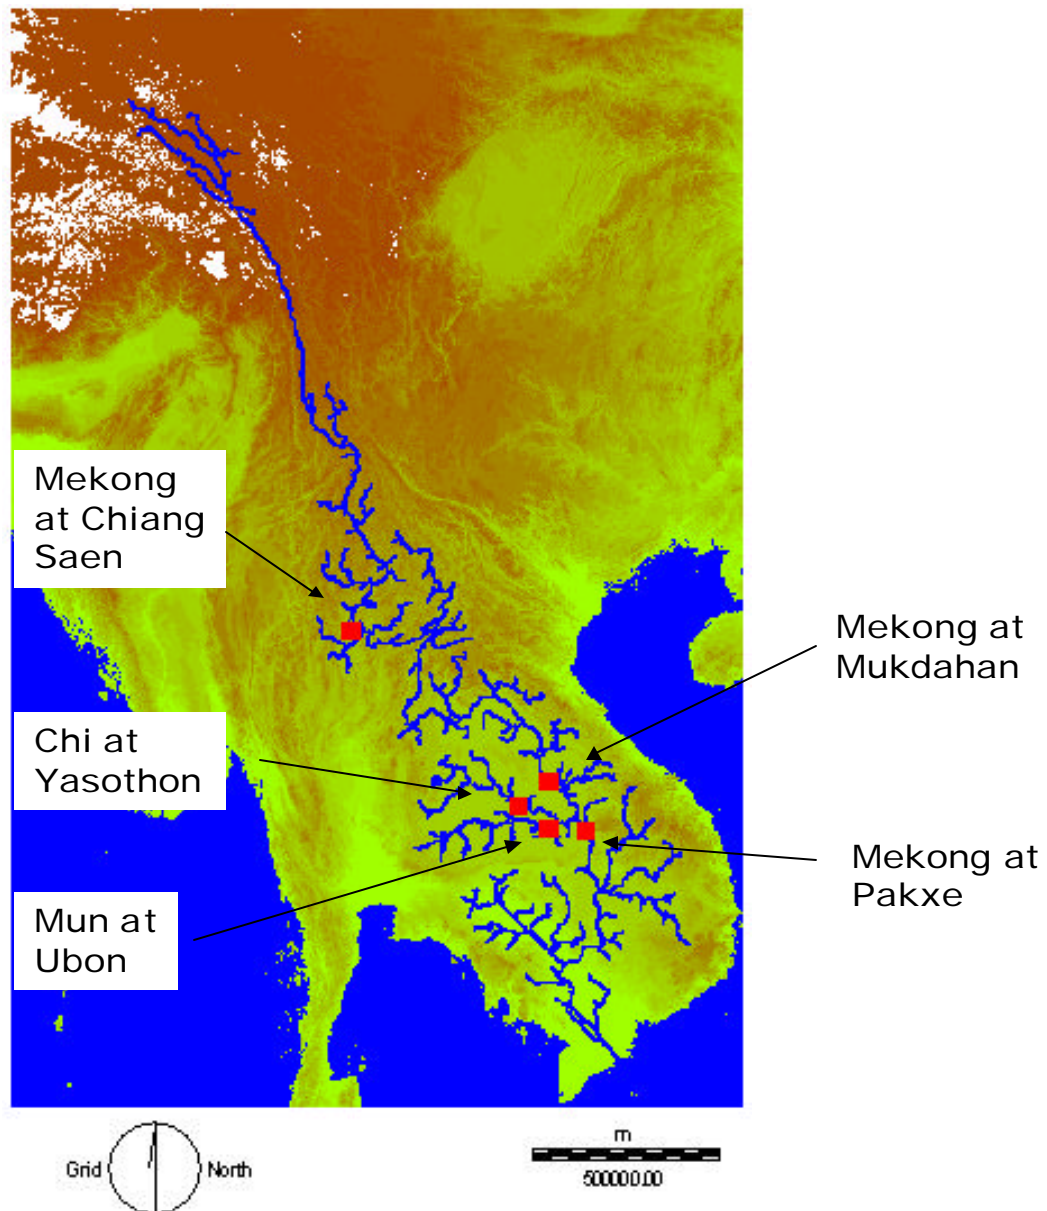 Mekong
at Chiang
Saen
Mekong at
Mukdahan
Chi at
Yasothon
Mekong at
Pakxe
Mun at
Ubon
m
Grid North
500000.00